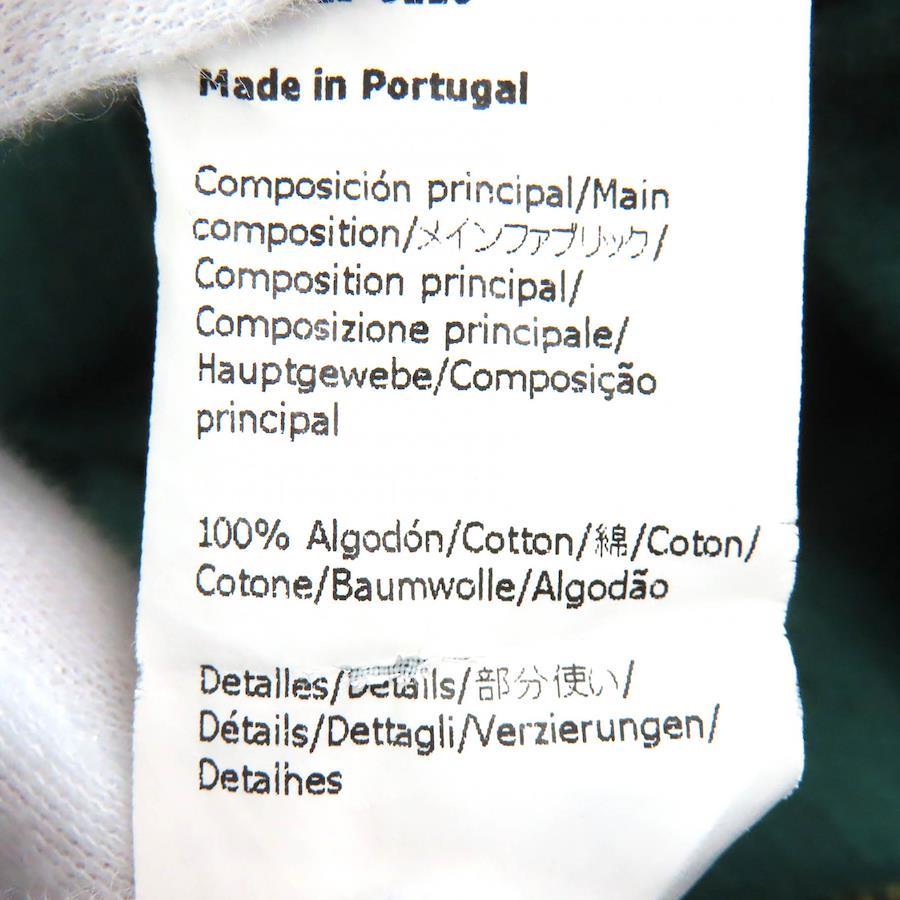 Made in Portugal
Composición principal/Main
composition/メインファブリック/
Composition principal/
Composizione principale/
Hauptgewebe/Composição
principal
100% Algodón/Cotton/綿/Coton/
Cotone/Baumwolle/Algodão
Detalles/Details/部分使い/
Détails/Dettagli/Verzierungen/
Detalhes